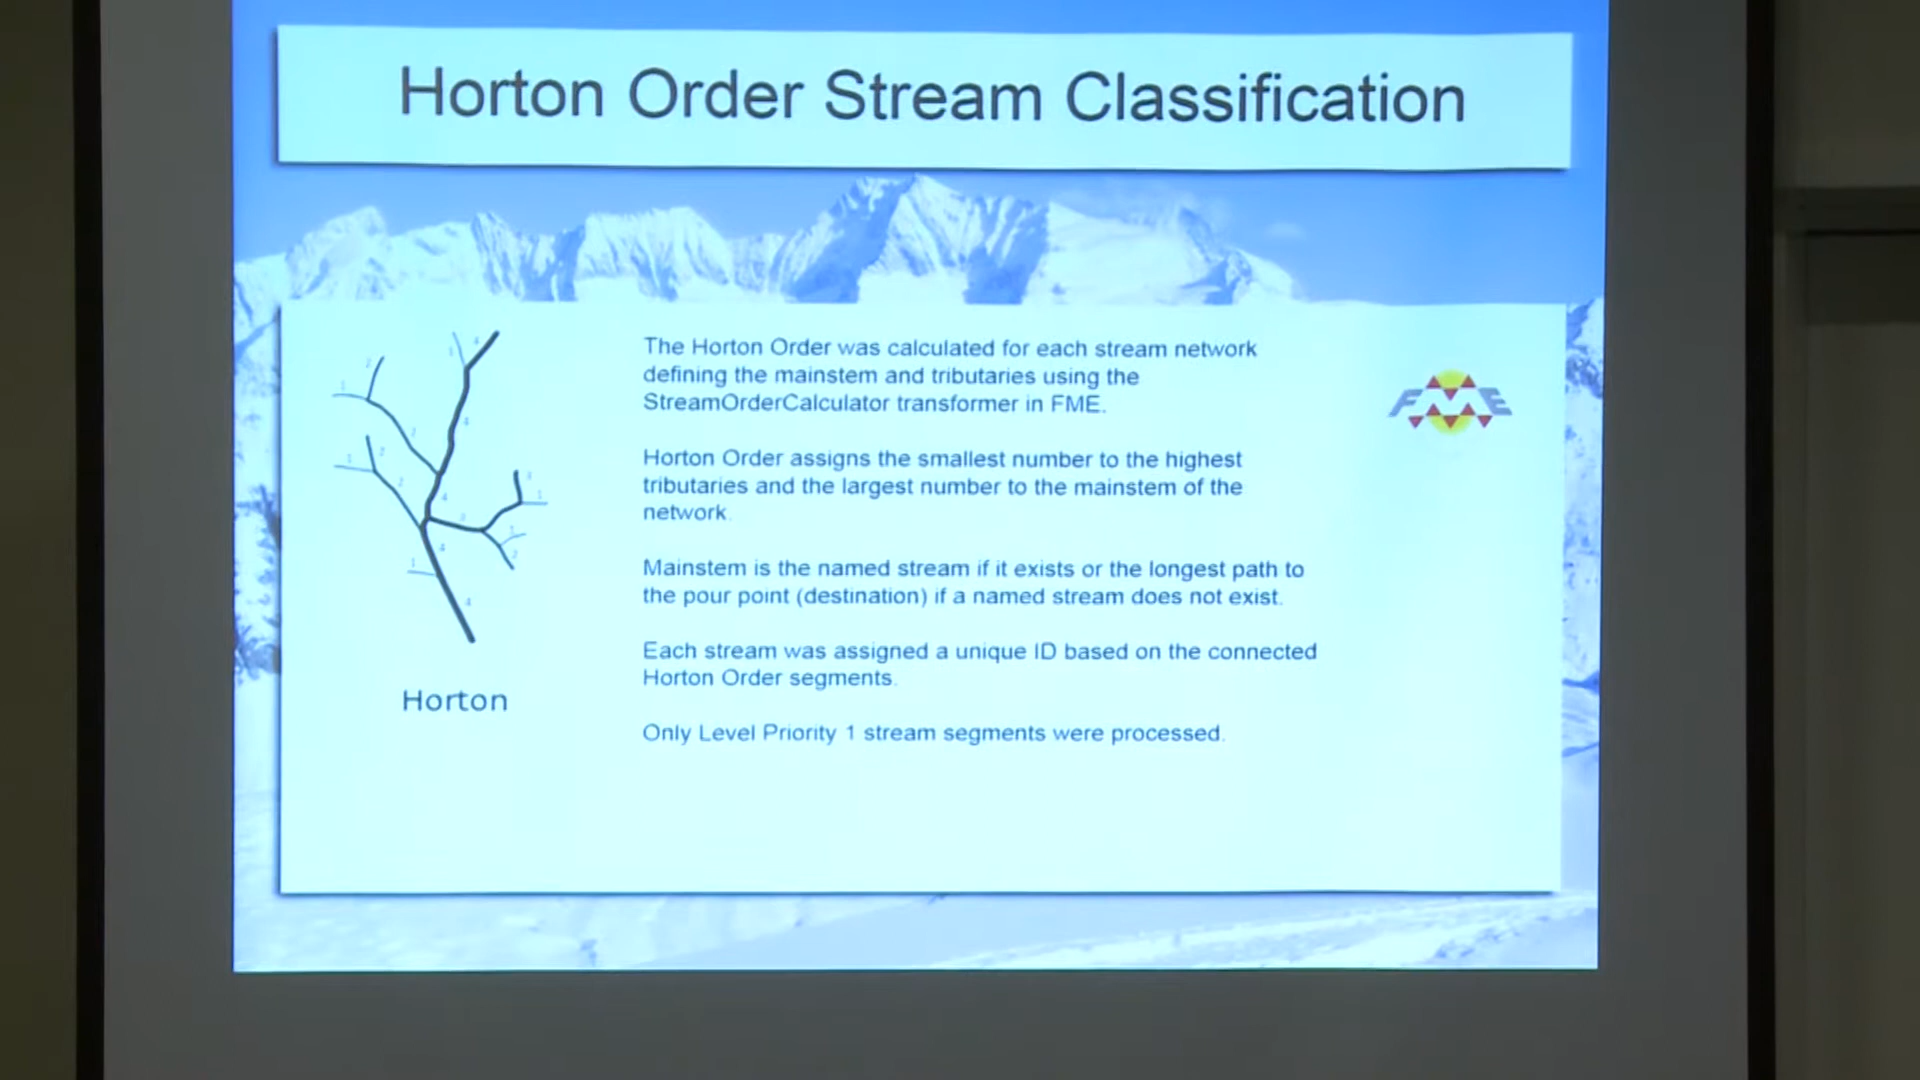 Horton Order Stream Classification
The Horton Order was calculated for each stream network
defining the mainstem and tributaries using the
StreamOrderCalculator transformer in FME.
FME
Horton Order assigns the smallest number to the highest
tributaries and the largest number to the mainstem of the
network.
Mainstem is the named stream if it exists or the longest path to
the pour point (destination) if a named stream does not exist.
Each stream was assigned a unique ID based on the connected
Horton Order segments.
Only Level Priority 1 stream segments were processed.
Horton